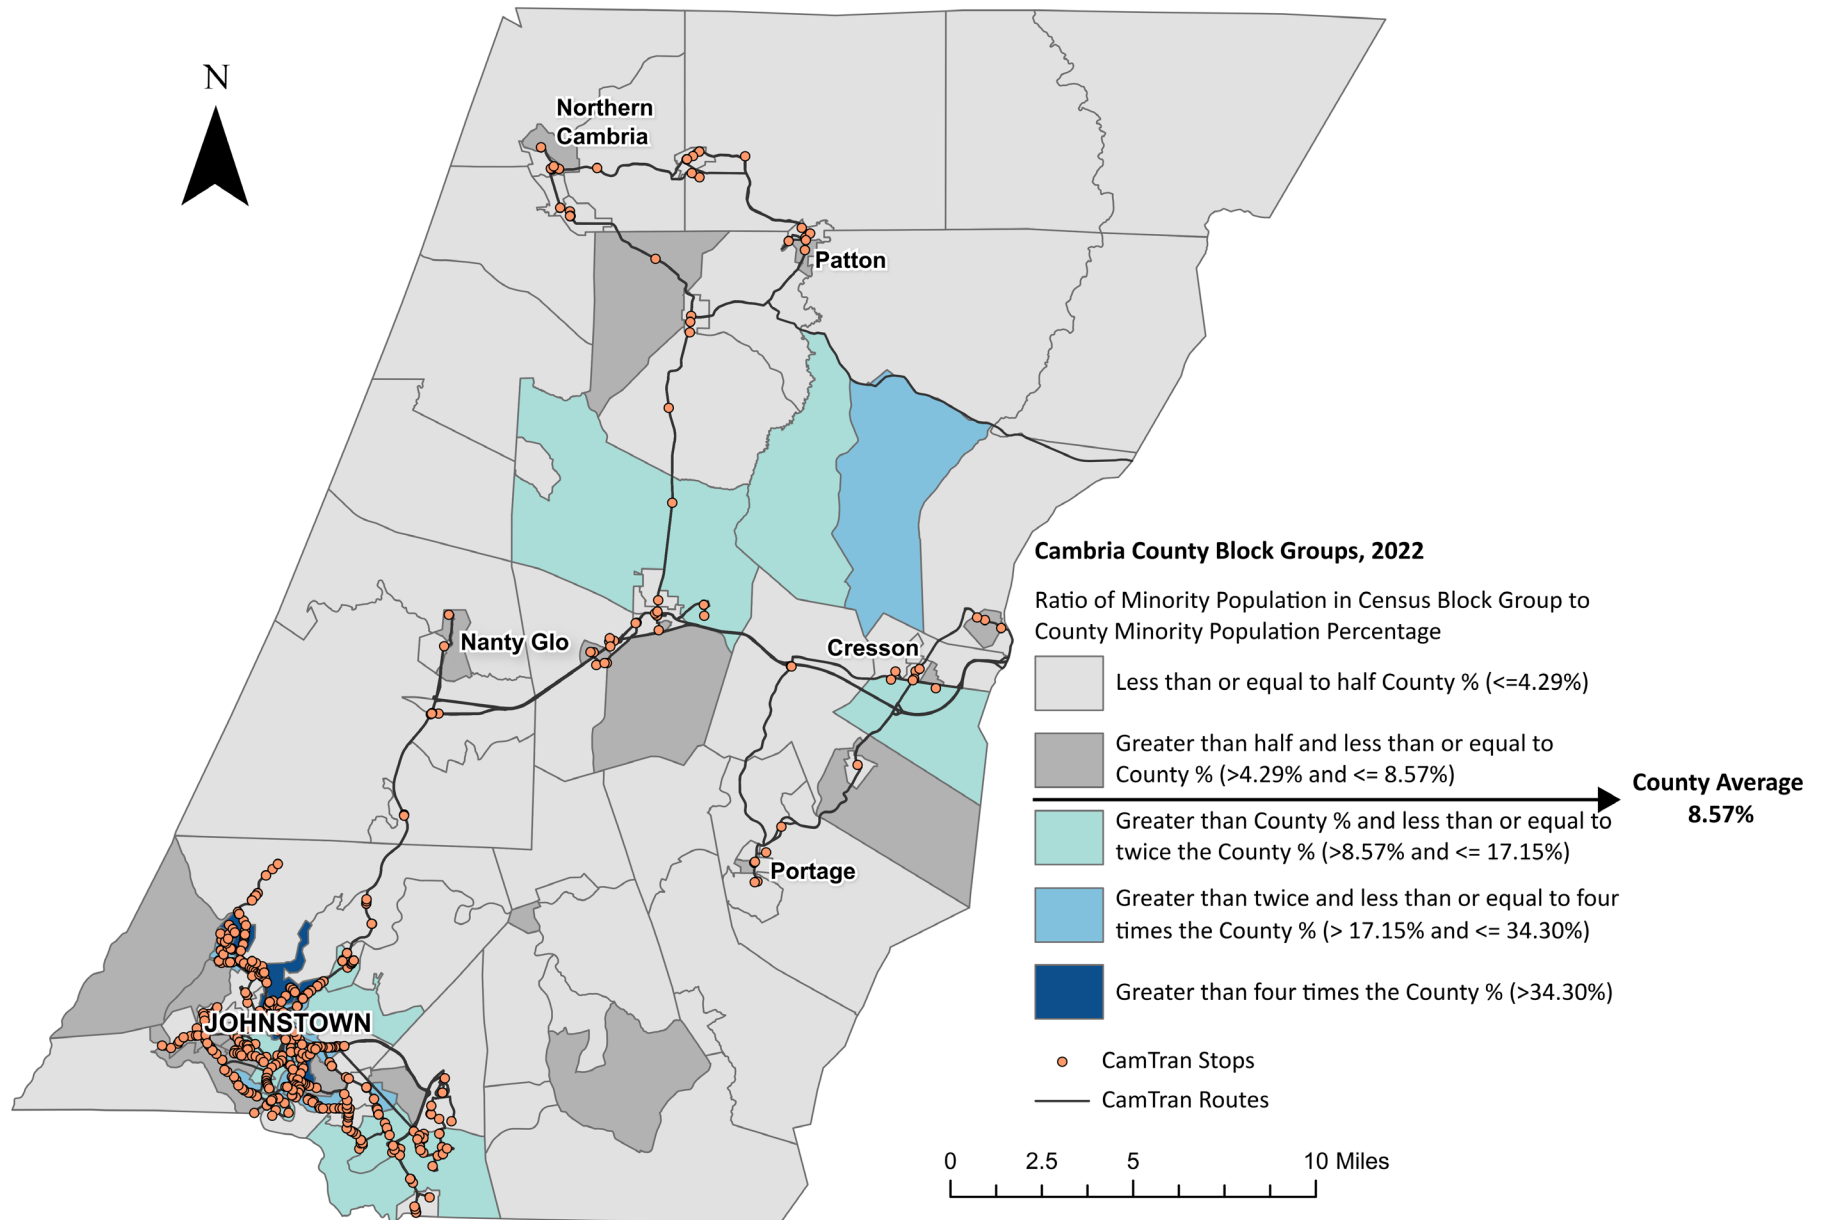 N
Northern
Cambria
Patton
Nanty Glo
Cresson
Portage
JOHNSTOWN
Cambria County Block Groups, 2022
Ratio of Minority Population in Census Block Group to
County Minority Population Percentage
Less than or equal to half County % (<=4.29%)
Greater than half and less than or equal to
County % (>4.29% and <= 8.57%)
County Average
8.57%
Greater than County % and less than or equal to
twice the County % (>8.57% and <= 17.15%)
Greater than twice and less than or equal to four
times the County % (> 17.15% and <= 34.30%)
Greater than four times the County % (>34.30%)
CamTran Stops
CamTran Routes
0 2.5 5 10 Miles